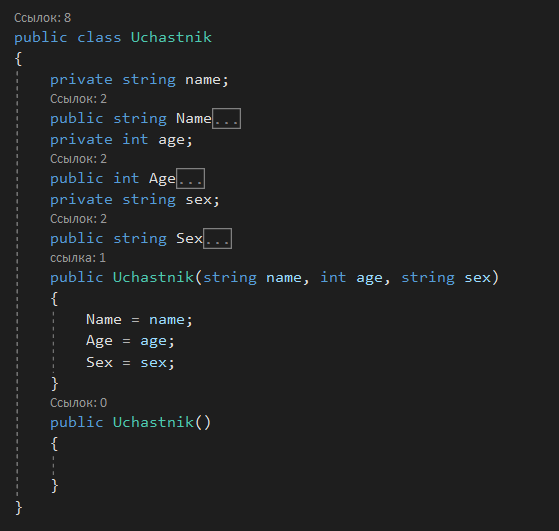 Ссылок: 8
public class Uchastnik
{
private string name;
Ссылок: 2
public string Name...
private int age;
Ссылок: 2
public int Age...
private string sex;
Ссылок: 2
public string Sex...
ссылка: 1
public Uchastnik(string name, int age, string sex)
{
Name = name;
Age = age;
Sex = sex;
}
Ссылок: 0
public Uchastnik()
{
}
}